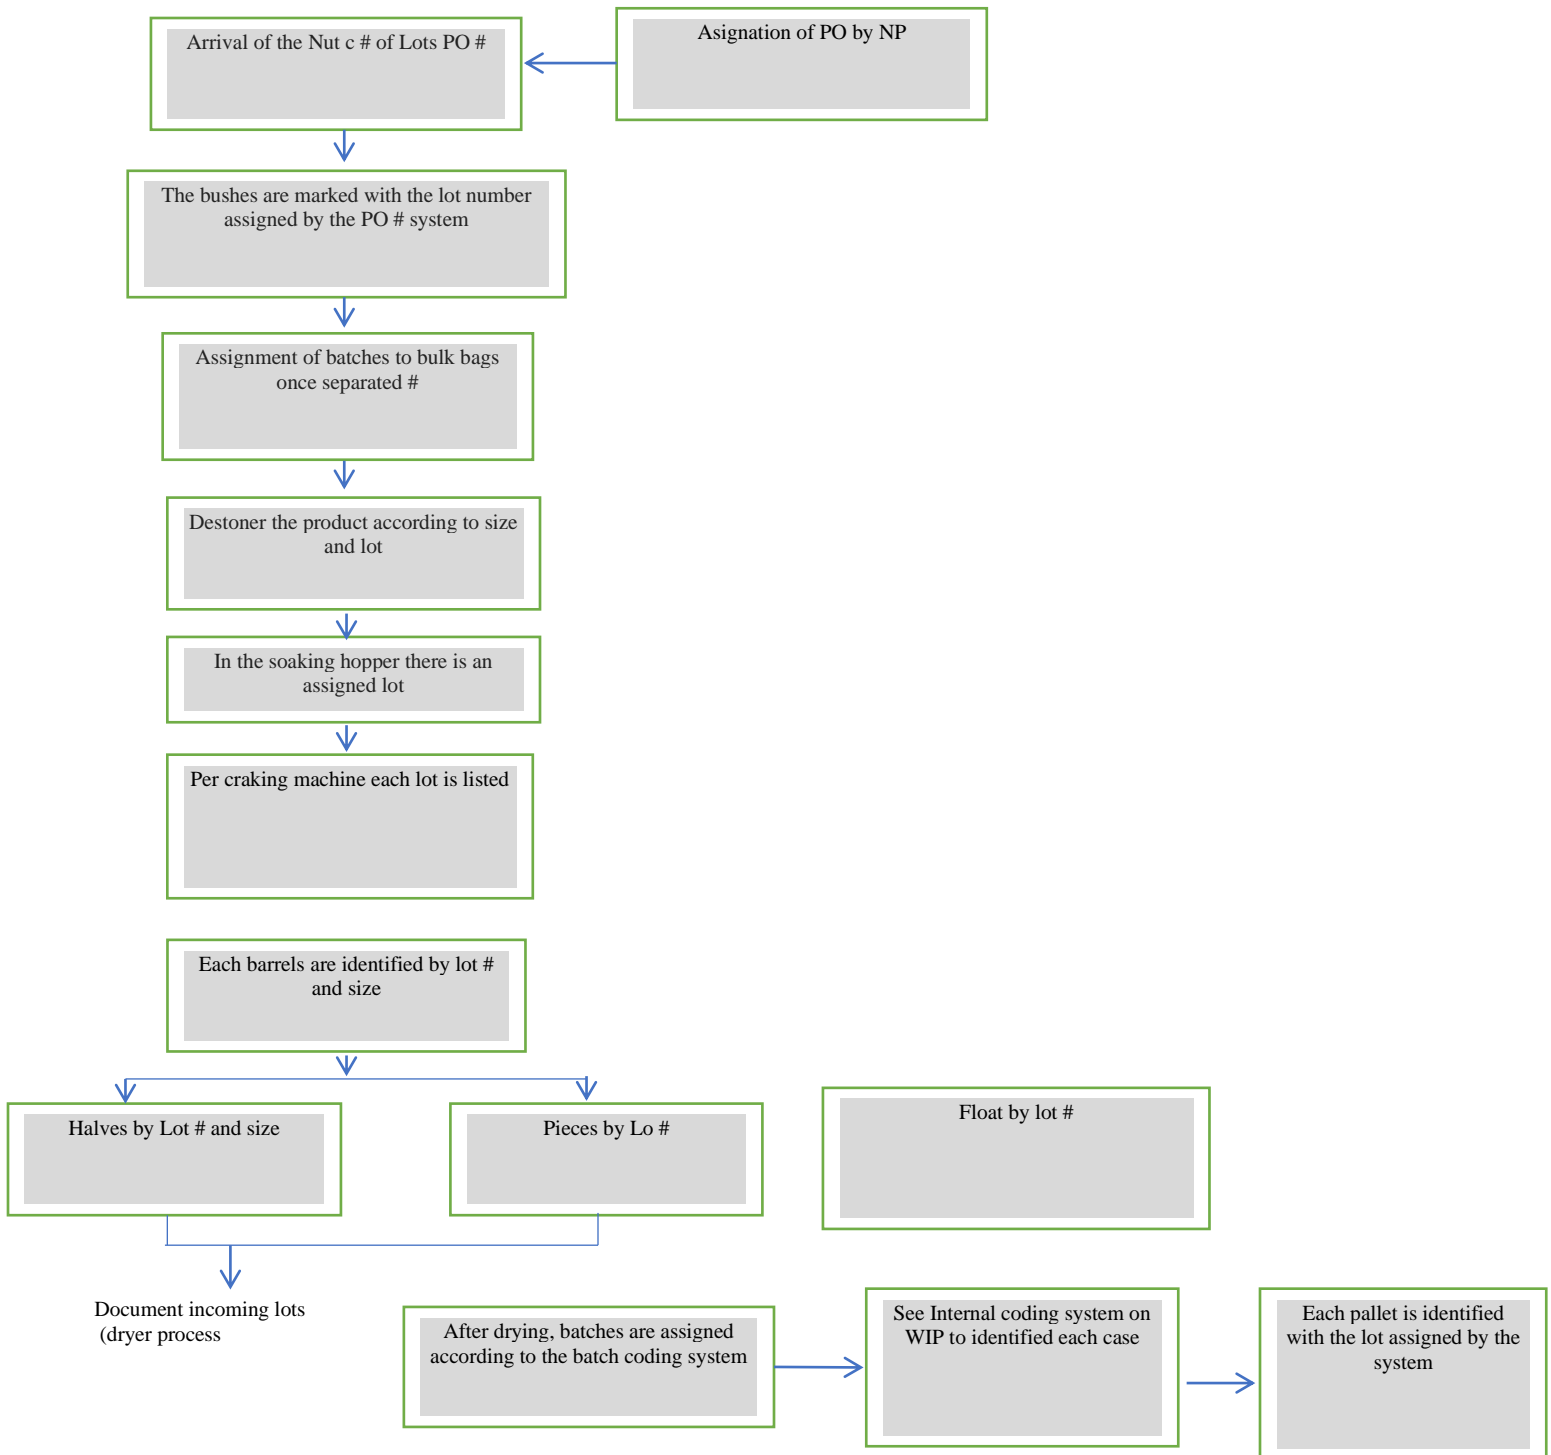 Arrival of the Nut c # of Lots PO #
Asignation of PO by NP
The bushes are marked with the lot number
assigned by the PO # system
Assignment of batches to bulk bags
once separated #
Destoner the product according to size
and lot
In the soaking hopper there is an
assigned lot
Per craking machine each lot is listed
Each barrels are identified by lot #
and size
Halves by Lot # and size
Pieces by Lo #
Float by lot #
Document incoming lots
(dryer process
After drying, batches are assigned
according to the batch coding system
See Internal coding system on
WIP to identified each case
Each pallet is identified
with the lot assigned by the
system